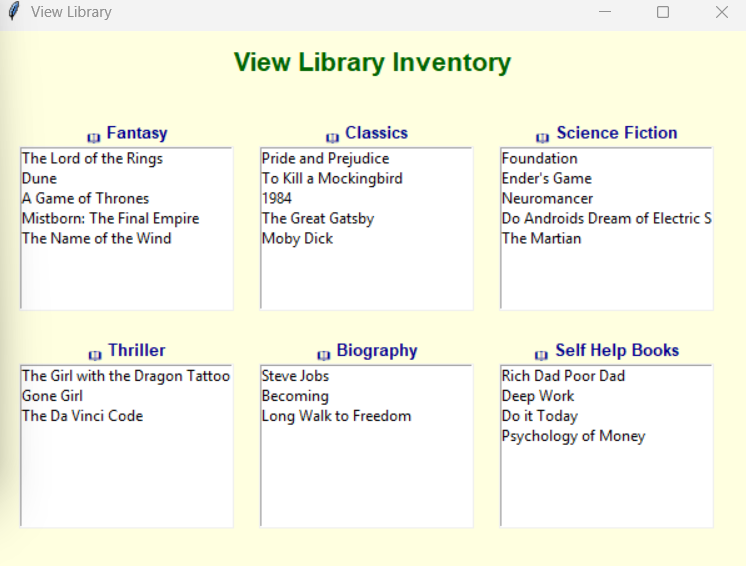 View Library
View Library Inventory
Fantasy
The Lord of the Rings
Dune
A Game of Thrones
Mistborn: The Final Empire
The Name of the Wind
Classics
Pride and Prejudice
To Kill a Mockingbird
1984
The Great Gatsby
Moby Dick
Science Fiction
Foundation
Ender's Game
Neuromancer
Do Androids Dream of Electric S
The Martian
Thriller
The Girl with the Dragon Tattoo
Gone Girl
The Da Vinci Code
Biography
Steve Jobs
Becoming
Long Walk to Freedom
Self Help Books
Rich Dad Poor Dad
Deep Work
Do it Today
Psychology of Money